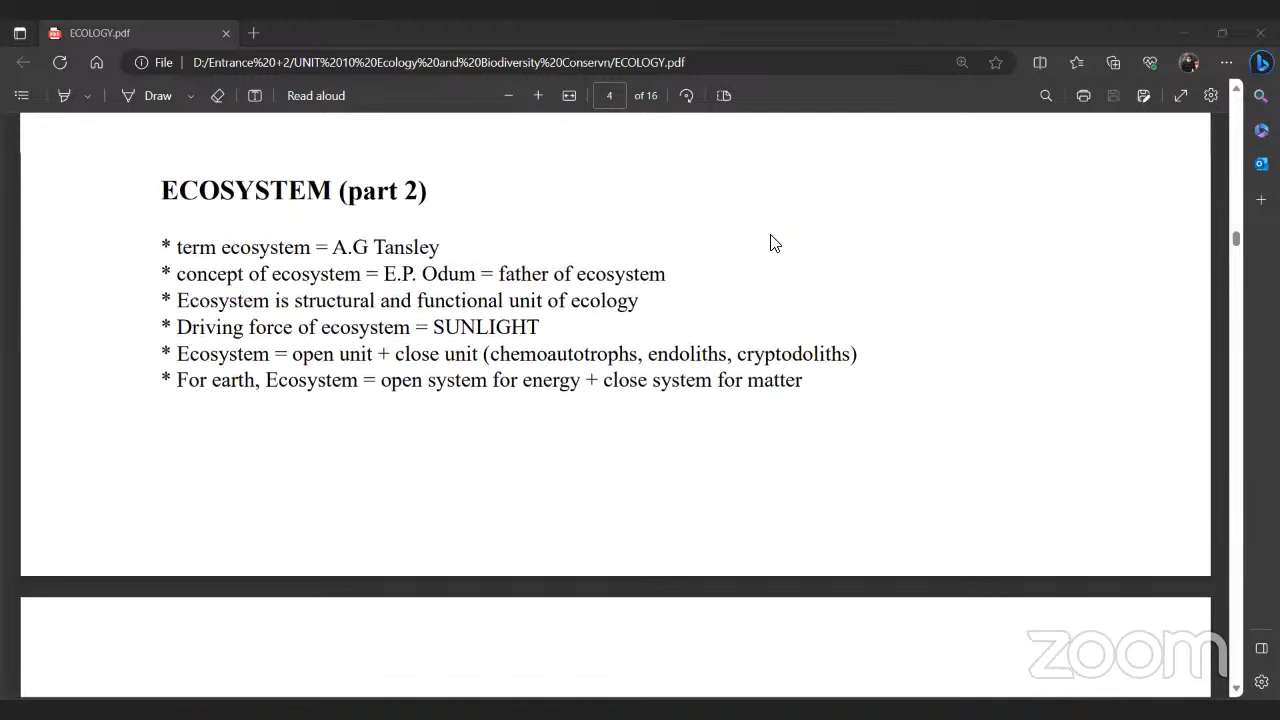 ECOLOGY.pdf
File
D:/Entrance%20+2/UNIT%2010%20Ecology%20and%20Biodiversity%20Conservn/ECOLOGY.pdf
Draw
Read aloud
4
of 16
ECOSYSTEM (part 2)
* term ecosystem = A.G Tansley
* concept of ecosystem = E.P. Odum = father of ecosystem
* Ecosystem is structural and functional unit of ecology
* Driving force of ecosystem = SUNLIGHT
* Ecosystem = open unit + close unit (chemoautotrophs, endoliths, cryptodoliths)
* For earth, Ecosystem = open system for energy + close system for matter
zoom